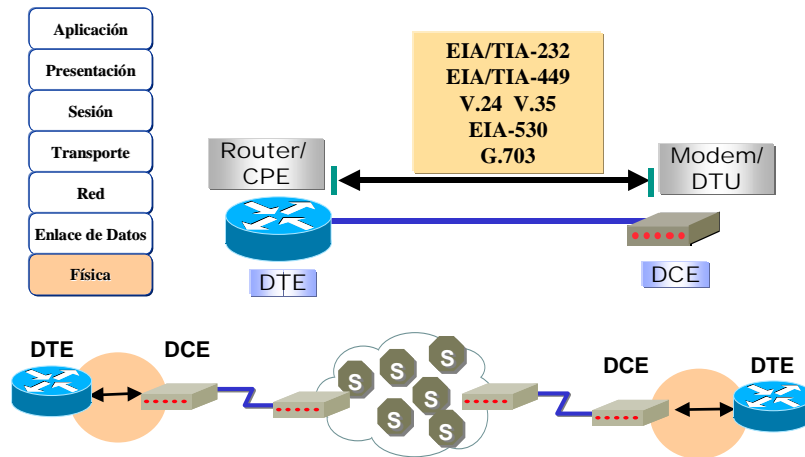 Aplicación
Presentación
Sesión
Transporte
Red
Enlace de Datos
Física
EIA/TIA-232
EIA/TIA-449
V.24 V.35
EIA-530
G.703
Router/
CPE
Modem/
DTU
DTE
DCE
DTE
DCE
S
S
S
S
S
S
S
DCE
DTE